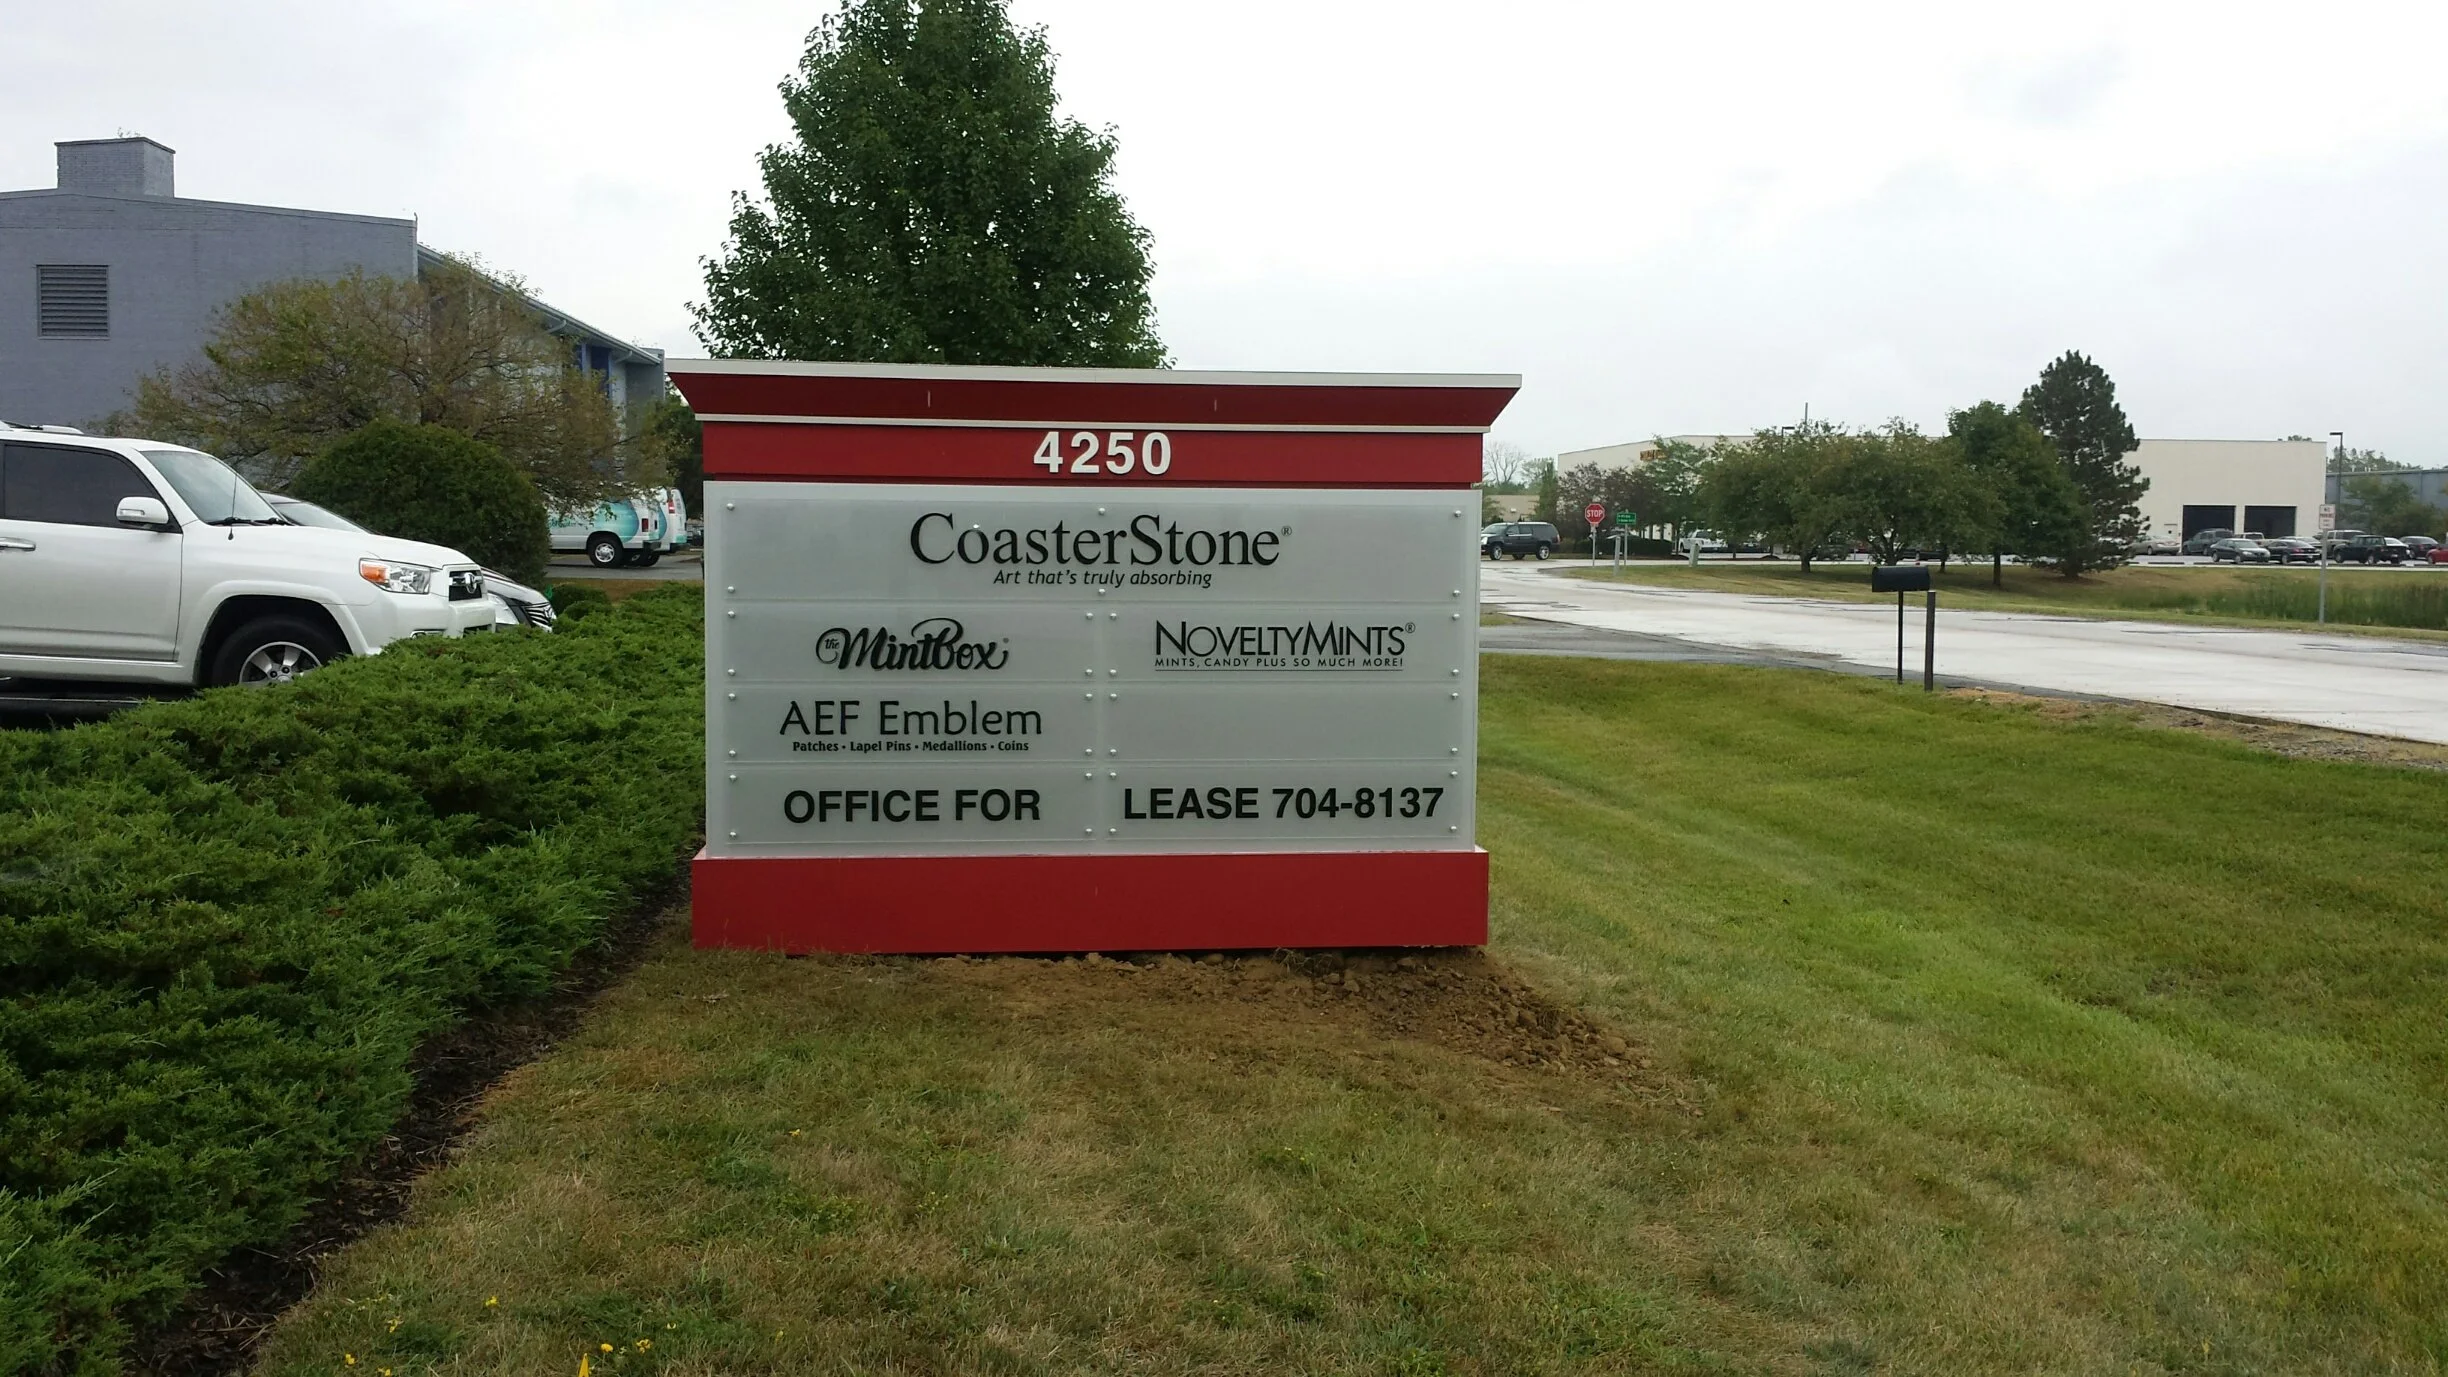 4250
CoasterStone®
Art that's truly absorbing
the MintBox
NOVELTYMINTS®
MINTS, CANDY PLUS SO MUCH MORE!
AEF Emblem
Patches • Lapel Pins • Medallions • Coins
OFFICE FOR LEASE 704-8137
STOP